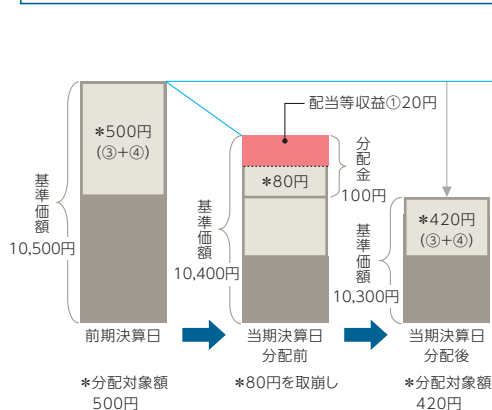 配当等収益①20円
*500円
(③+④)
分配金
100円
*80円
基準価額
10,500円
基準価額
10,400円
*420円
(③+④)
基準価額
10,300円
前期決算日
当期決算日
分配前
当期決算日
分配後
*分配対象額
500円
*80円を取崩し
*分配対象額
420円